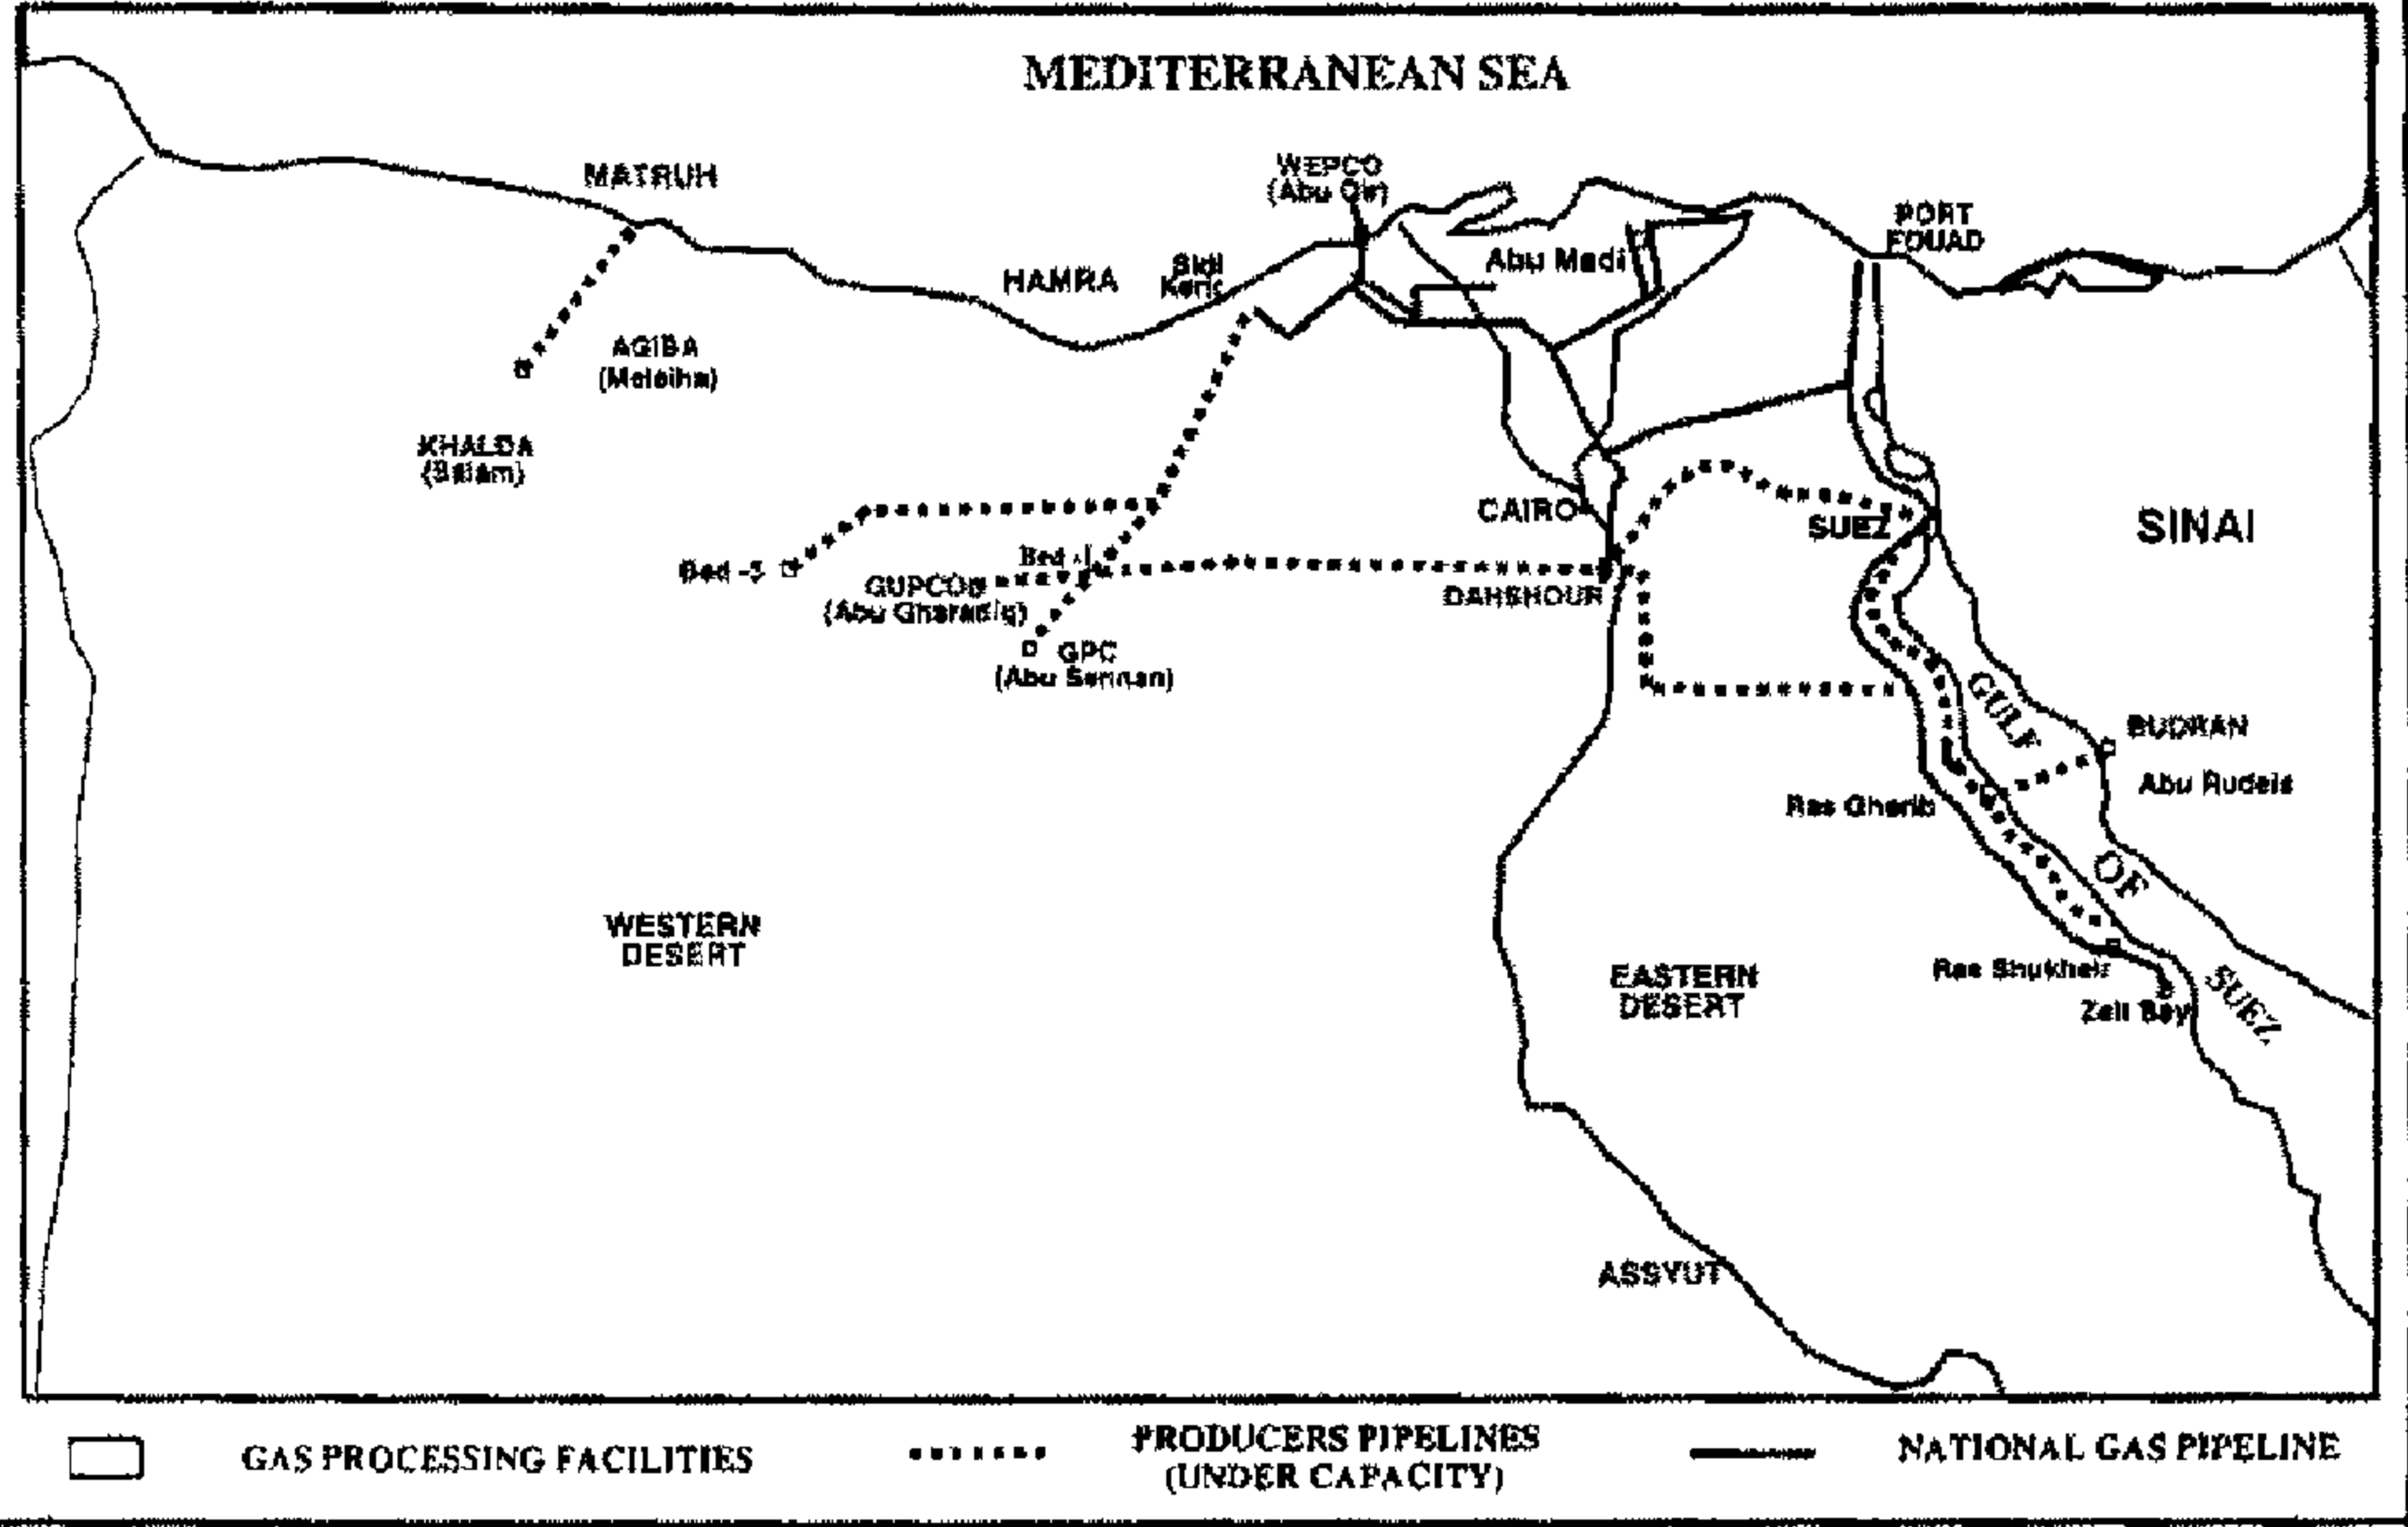 MEDITERRANEAN SEA
MATRUH
WEPCO
(Abu Qir)
PORT
FOUAD
HAMRA
Sidi
Kerir
Abu Madi
AGIBA
(Meleiha)
KHALDA
(Salam)
CAIRO
SUEZ
SINAI
Bed -3
Bed -1
GUPCO
(Abu Gharadig)
DAHSHOUR
GPC
(Abu Sennan)
GULF
OF
SUEZ
BUDRAN
Abu Rudeis
Ras Gharib
WESTERN
DESERT
EASTERN
DESERT
Ras Shukheir
Zeit Bay
ASSYUT
GAS PROCESSING FACILITIES
PRODUCERS PIPELINES
(UNDER CAPACITY)
NATIONAL GAS PIPELINE